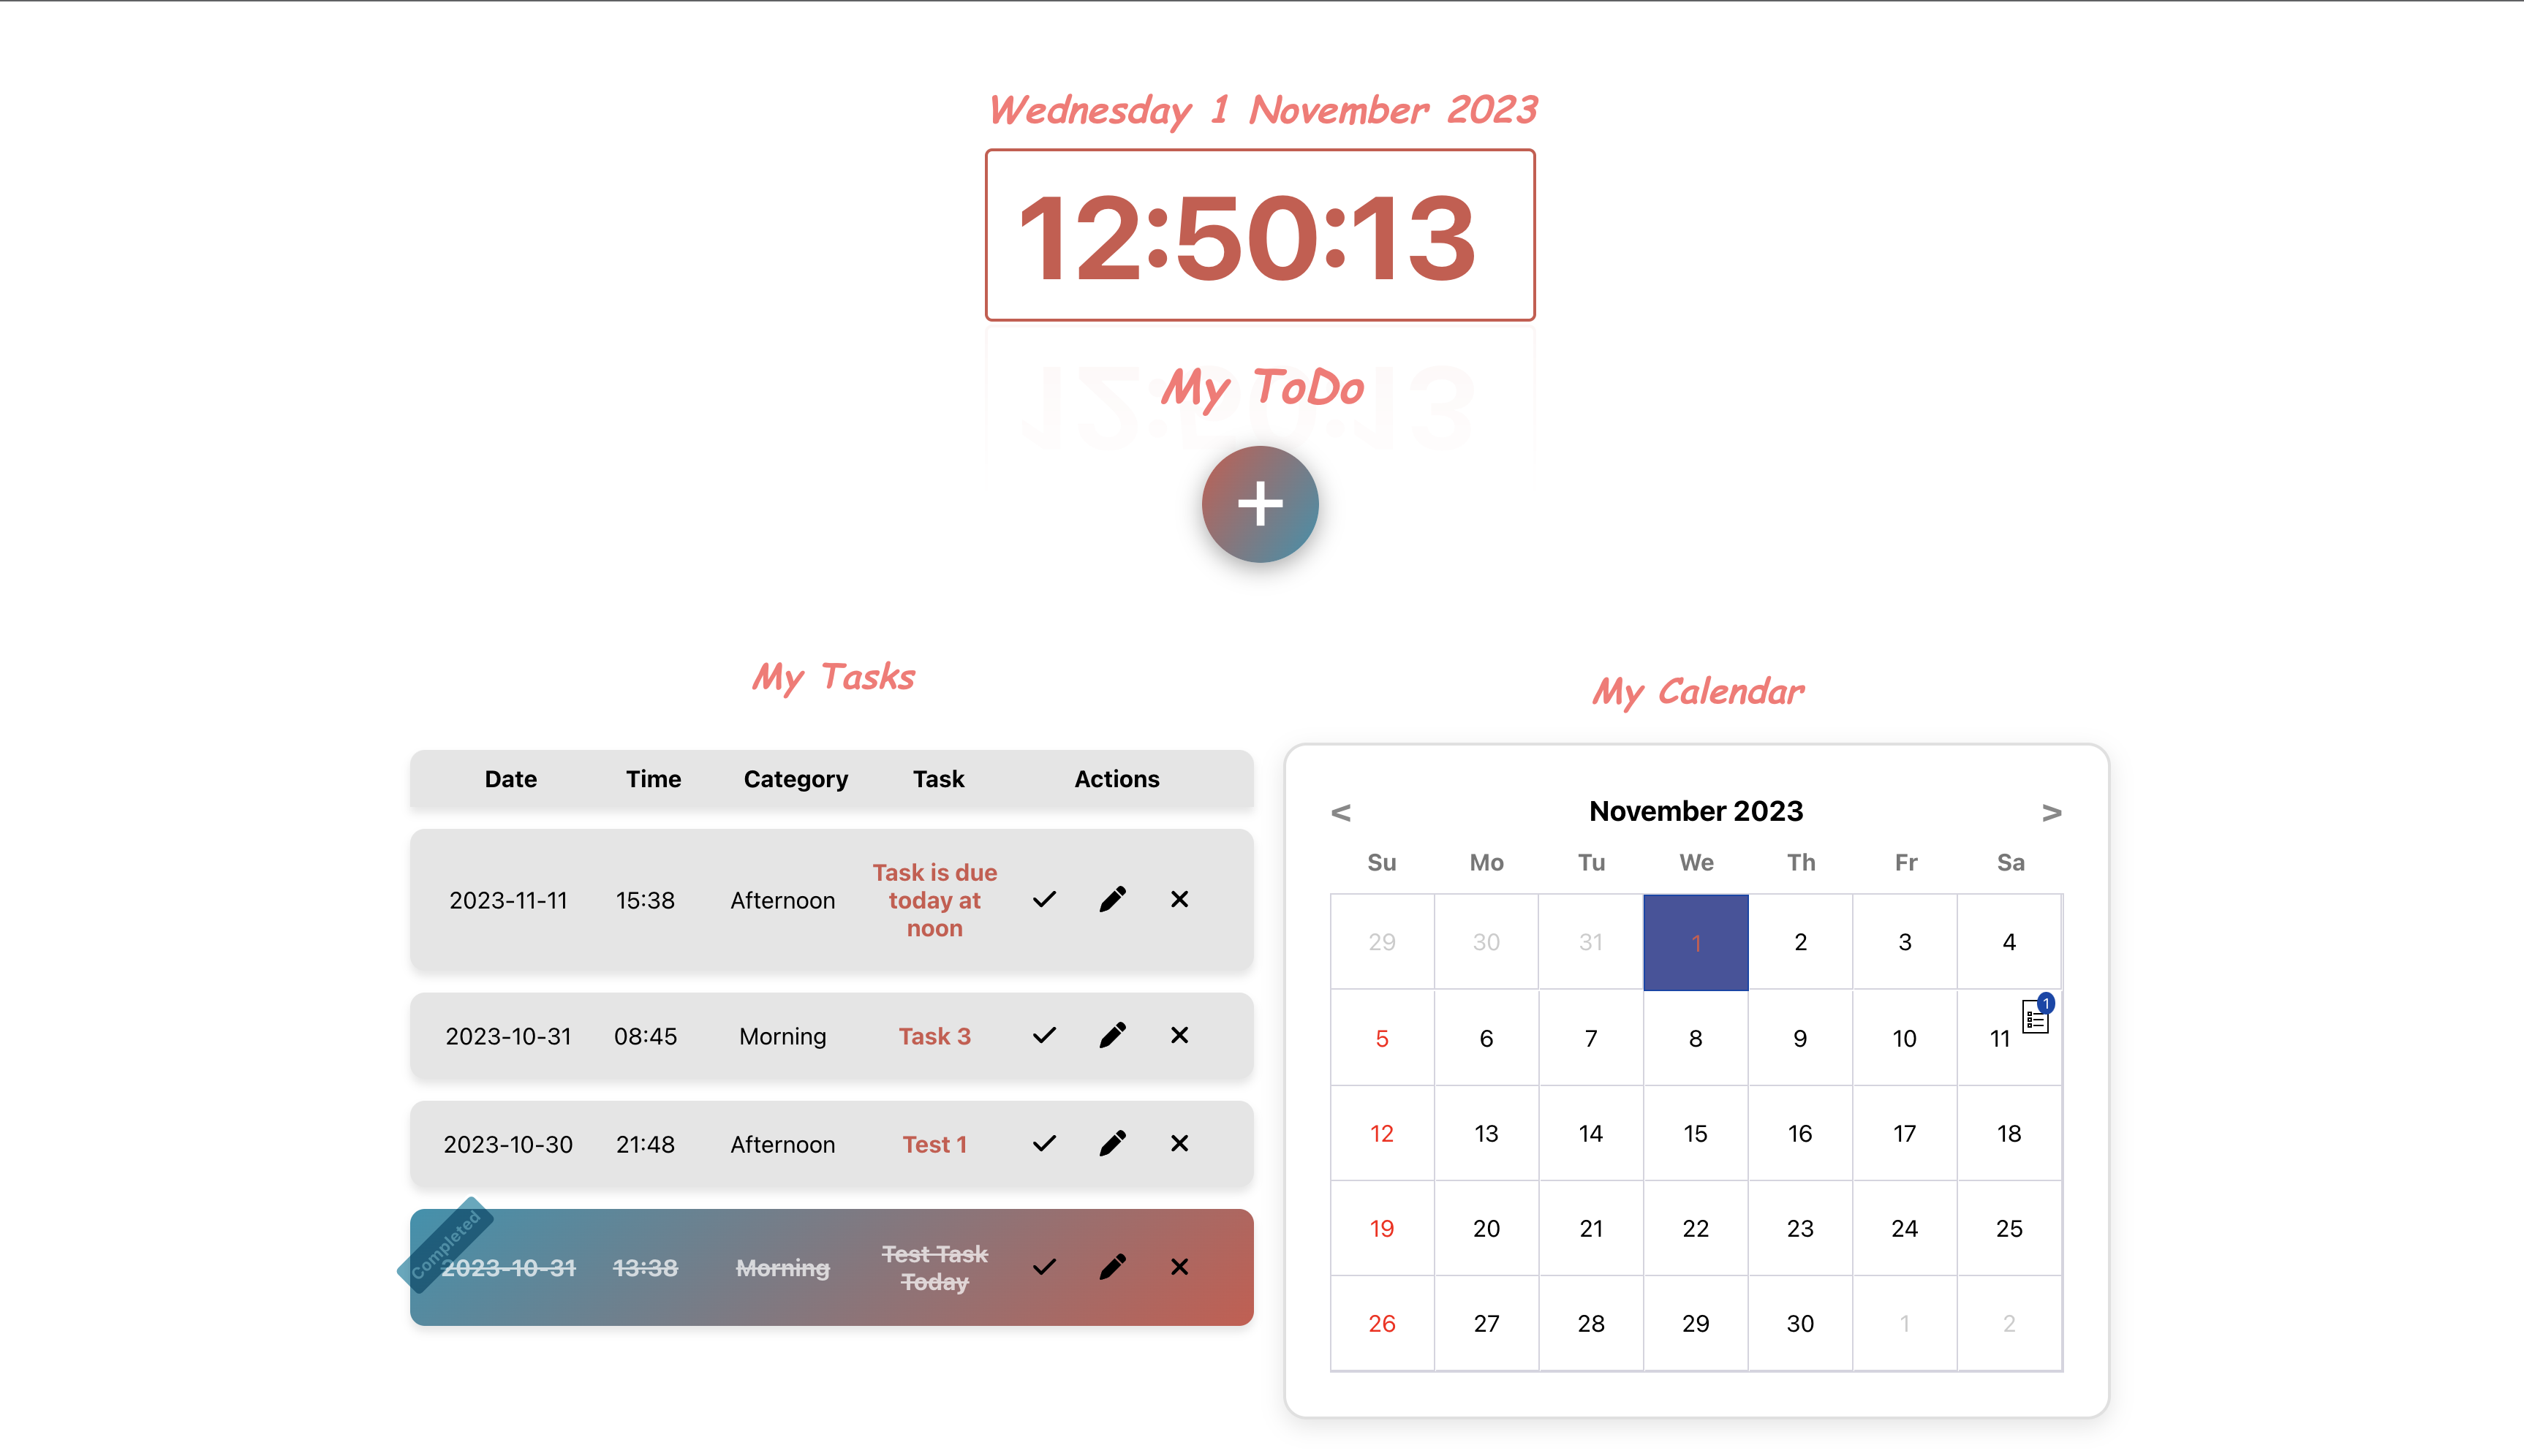 Wednesday 1 November 2023
12:50:13
My ToDo
+
My Tasks
Date Time Category Task Actions
2023-11-11 15:38 Afternoon Task is due
today at
noon
2023-10-31 08:45 Morning Task 3
2023-10-30 21:48 Afternoon Test 1
Completed
2023-10-31 13:38 Morning Test Task
Today
My Calendar
< November 2023 >
Su Mo Tu We Th Fr Sa
29 30 31 1 2 3 4
5 6 7 8 9 10 11 1
12 13 14 15 16 17 18
19 20 21 22 23 24 25
26 27 28 29 30 1 2